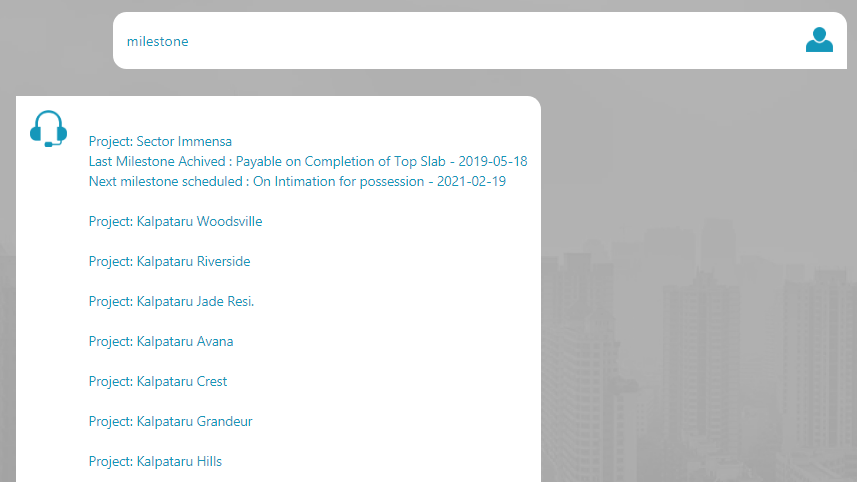 milestone
Project: Sector Immensa
Last Milestone Achived : Payable on Completion of Top Slab - 2019-05-18
Next milestone scheduled : On Intimation for possession - 2021-02-19
Project: Kalpataru Woodsville
Project: Kalpataru Riverside
Project: Kalpataru Jade Resi.
Project: Kalpataru Avana
Project: Kalpataru Crest
Project: Kalpataru Grandeur
Project: Kalpataru Hills